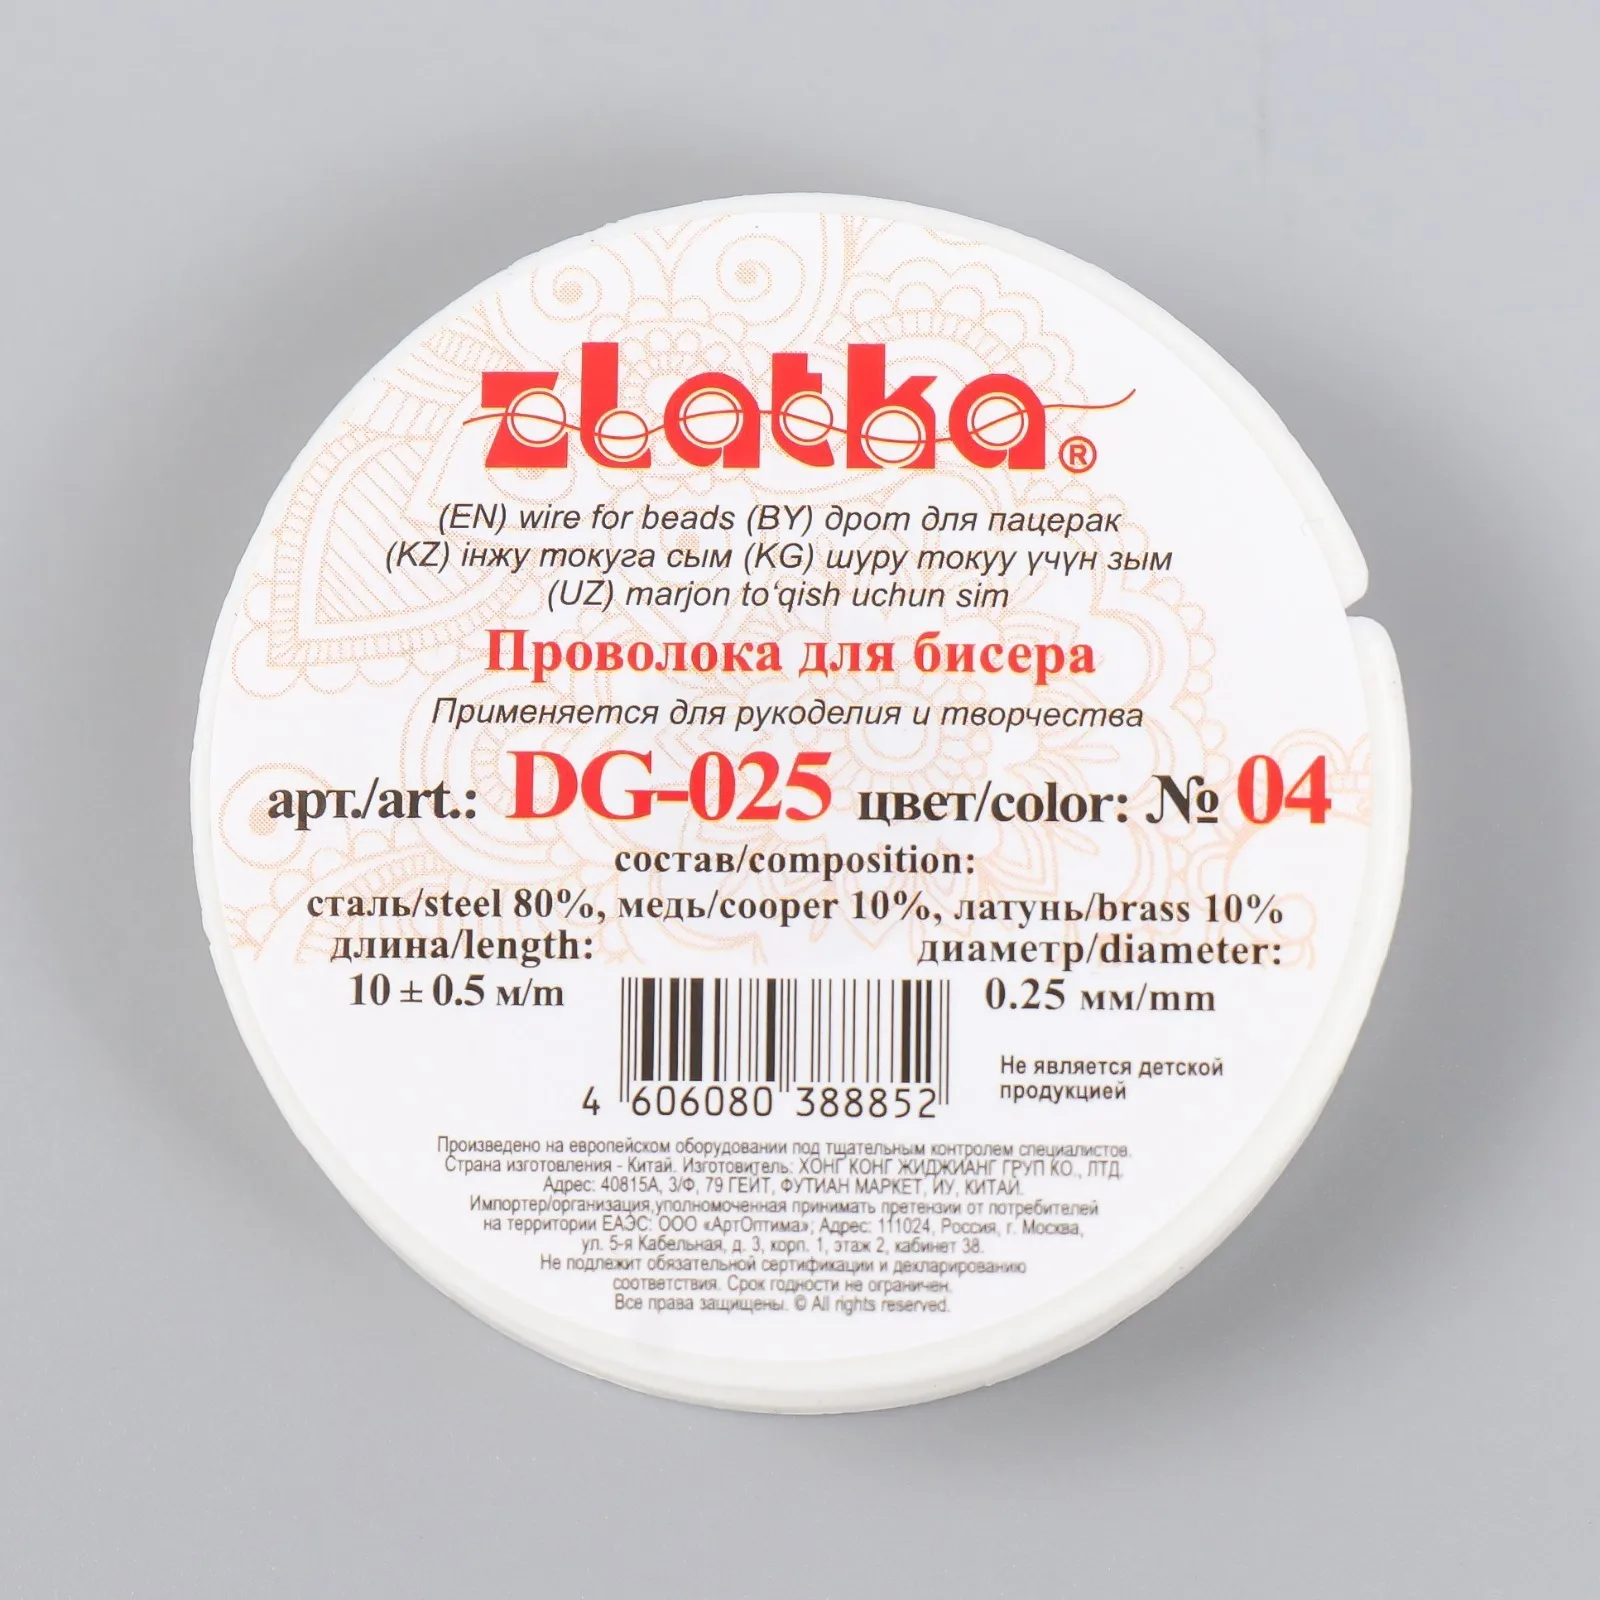 zlatka ®
(EN) wire for beads (BY) дрот для пацерак
(KZ) інжу токуга сым (KG) шуру токуу үчүн зым
(UZ) marjon to‘qish uchun sim
Проволока для бисера
Применяется для рукоделия и творчества
арт./art.: DG-025 цвет/color: № 04
состав/composition:
сталь/steel 80%, медь/cooper 10%, латунь/brass 10%
длина/length: диаметр/diameter:
10 ± 0.5 м/m 0.25 мм/mm
Не является детской
продукцией
4 606080 388852
Произведено на европейском оборудовании под тщательным контролем специалистов.
Страна изготовления - Китай. Изготовитель: ХОНГ КОНГ ЖИДЖИАНГ ГРУП КО., ЛТД.
Адрес: 40815А, 3/Ф, 79 ГЕЙТ, ФУТИАН МАРКЕТ, ИУ, КИТАЙ.
Импортер/организация,уполномоченная принимать претензии от потребителей
на территории ЕАЭС: ООО «АртОптима»; Адрес: 111024, Россия, г. Москва,
ул. 5-я Кабельная, д. 3, корп. 1, этаж 2, кабинет 38.
Не подлежит обязательной сертификации и декларированию
соответствия. Срок годности не ограничен.
Все права защищены. © All rights reserved.